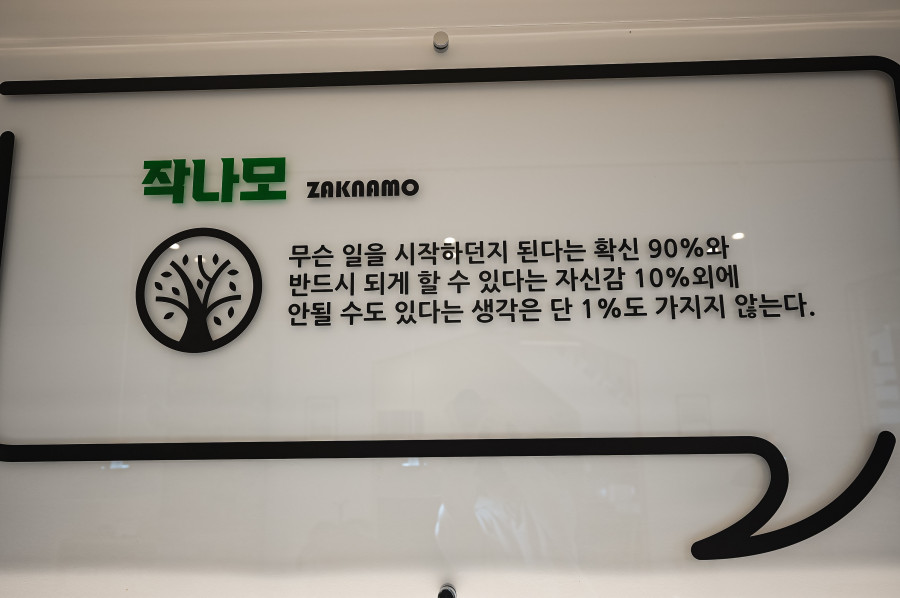 작나모 ZAKNAMO
무슨 일을 시작하던지 된다는 확신 90%와
반드시 되게 할 수 있다는 자신감 10%외에
안될 수도 있다는 생각은 단 1%도 가지지 않는다.